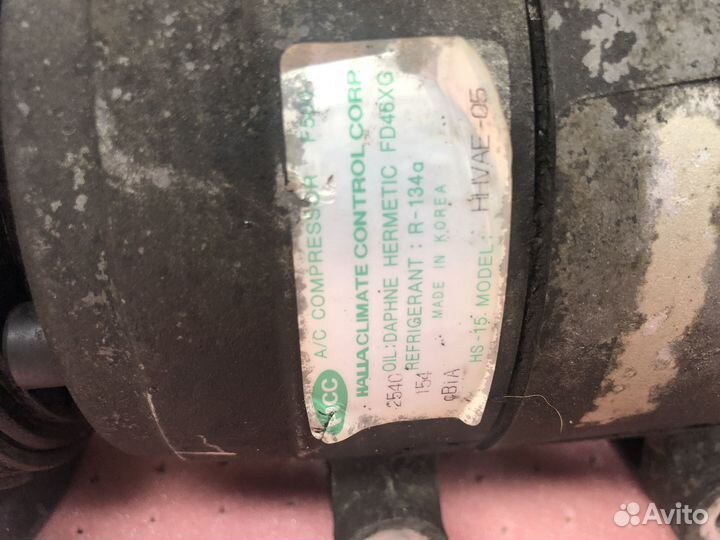 HCC A/C COMPRESSOR
HALLA CLIMATE CONTROL CORP.
OIL:DAPHNE HERMETIC FD46XG
REFRIGERANT : R-134a
MADE IN KOREA
HS-15 MODEL: HHVAE-05
2540
154
Avito